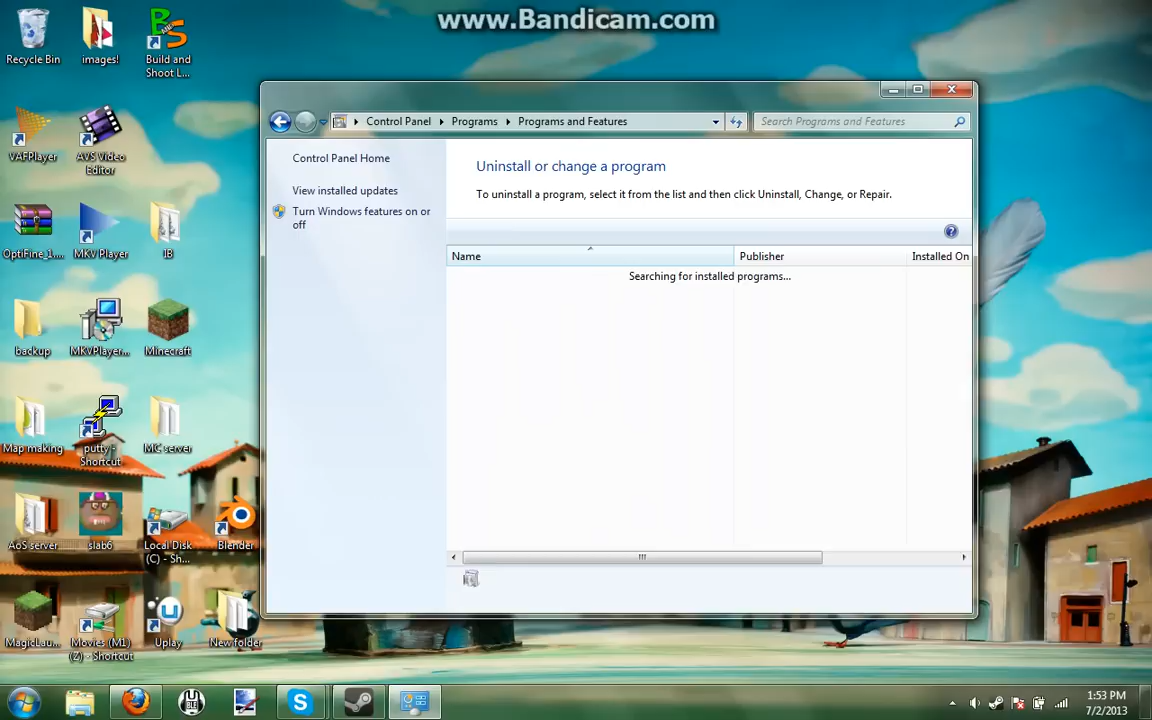 www.Bandicam.com
Recycle Bin
images!
Build and
Shoot L...
VAFPlayer
AVS Video
Editor
OptiFine_1....
MKV Player
IB
backup
MKVPlayer...
Minecraft
Map making
putty -
Shortcut
MC server
AoS server
slab6
Local Disk
(C) - Sh...
Blender
MagicLau...
Movies (M1)
(Z) - Shortcut
Uplay
New folder
Control Panel
Programs
Programs and Features
Search Programs and Features
Control Panel Home
View installed updates
Turn Windows features on or
off
Uninstall or change a program
To uninstall a program, select it from the list and then click Uninstall, Change, or Repair.
Name
Publisher
Installed On
Searching for installed programs...
1:53 PM
7/2/2013